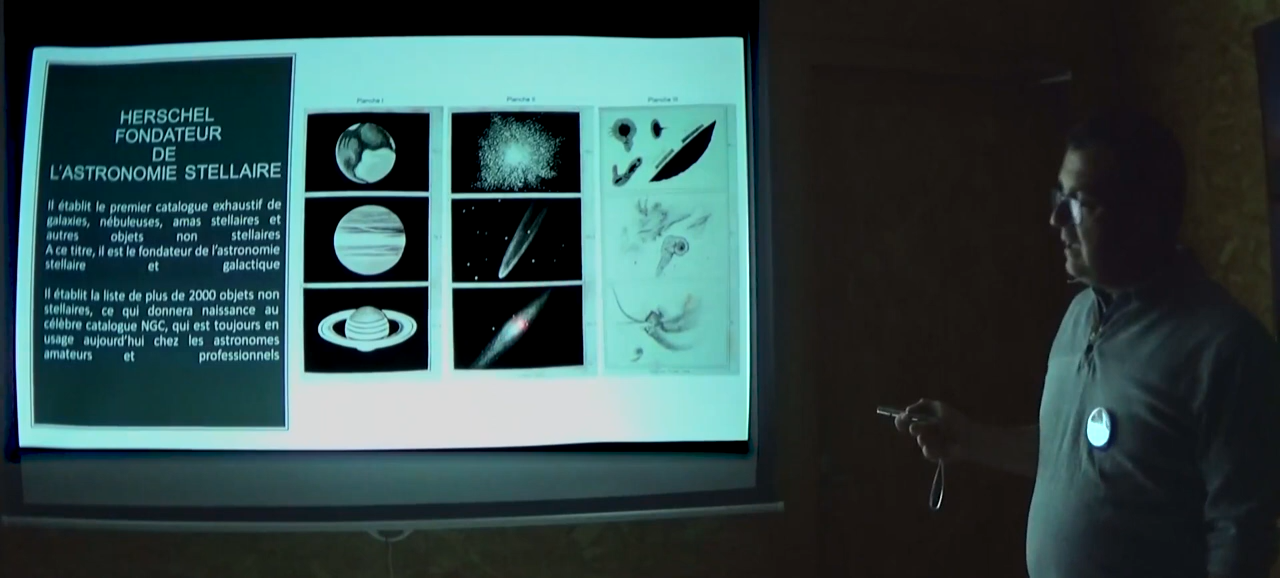 HERSCHEL
FONDATEUR
DE
L'ASTRONOMIE STELLAIRE
Il établit le premier catalogue exhaustif de
galaxies, nébuleuses, amas stellaires et
autres objets non stellaires
A ce titre, il est le fondateur de l'astronomie
stellaire et galactique
Il établit la liste de plus de 2000 objets non
stellaires, ce qui donnera naissance au
célèbre catalogue NGC, qui est toujours en
usage aujourd'hui chez les astronomes
amateurs et professionnels
Planche I
Planche II
Planche III